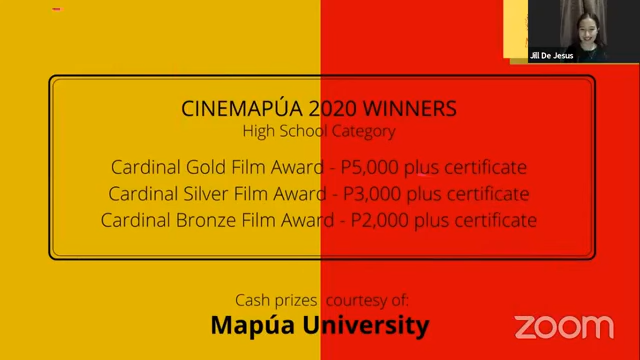 Jill De Jesus
CINEMAPÚA 2020 WINNERS
High School Category
Cardinal Gold Film Award - P5,000 plus certificate
Cardinal Silver Film Award - P3,000 plus certificate
Cardinal Bronze Film Award - P2,000 plus certificate
Cash prizes courtesy of:
Mapúa University
zoom